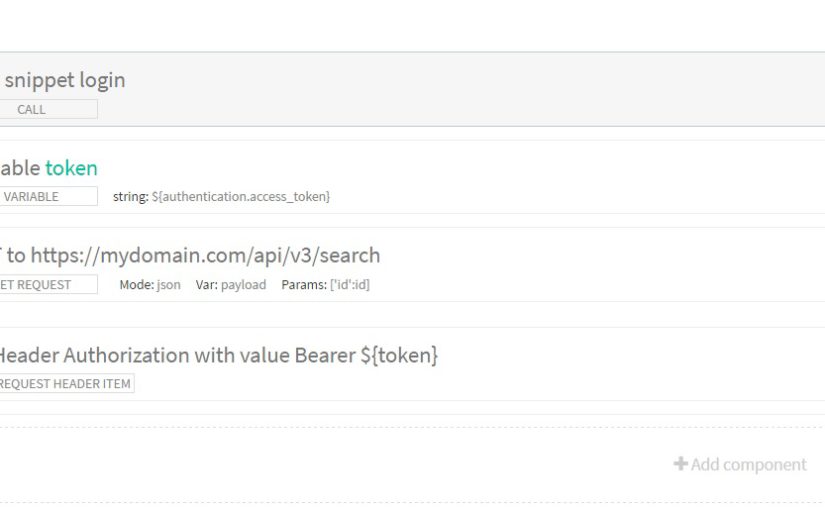 snippet login
CALL
able token
VARIABLE string: ${authentication.access_token}
to https://mydomain.com/api/v3/search
ET REQUEST Mode: json Var: payload Params: ['id':id]
Header Authorization with value Bearer ${token}
REQUEST HEADER ITEM
+Add component